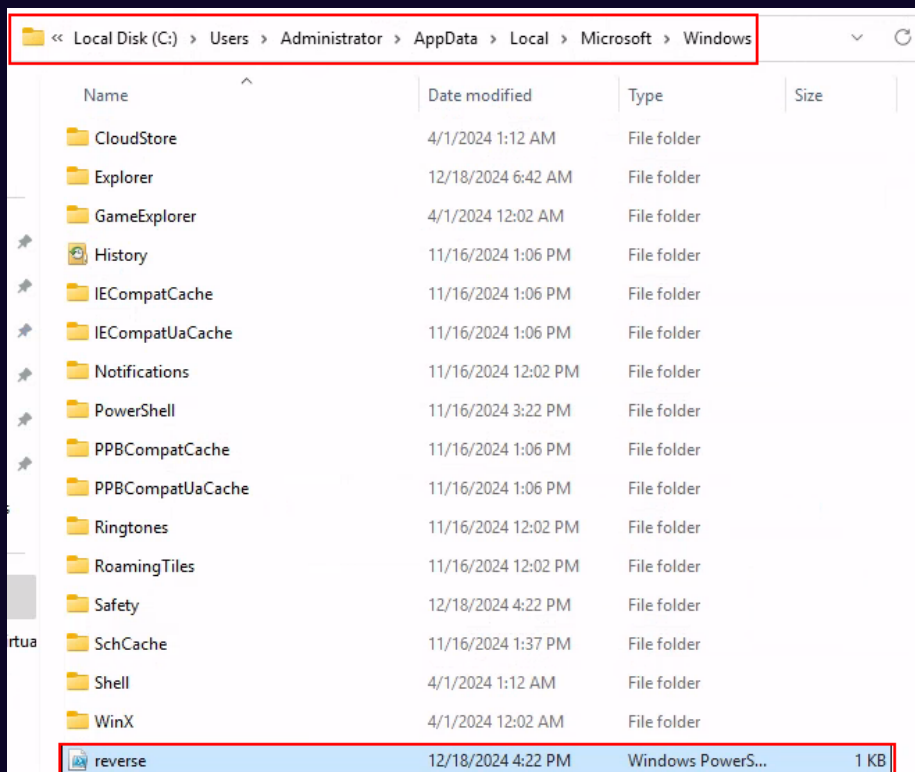 « Local Disk (C:) > Users > Administrator > AppData > Local > Microsoft > Windows
Name Date modified Type Size
CloudStore 4/1/2024 1:12 AM File folder
Explorer 12/18/2024 6:42 AM File folder
GameExplorer 4/1/2024 12:02 AM File folder
History 11/16/2024 1:06 PM File folder
IECompatCache 11/16/2024 1:06 PM File folder
IECompatUaCache 11/16/2024 1:06 PM File folder
Notifications 11/16/2024 12:02 PM File folder
PowerShell 11/16/2024 3:22 PM File folder
PPBCompatCache 11/16/2024 1:06 PM File folder
PPBCompatUaCache 11/16/2024 1:06 PM File folder
Ringtones 11/16/2024 12:02 PM File folder
RoamingTiles 11/16/2024 12:02 PM File folder
Safety 12/18/2024 4:22 PM File folder
rtua SchCache 11/16/2024 1:37 PM File folder
Shell 4/1/2024 1:12 AM File folder
WinX 4/1/2024 12:02 AM File folder
reverse 12/18/2024 4:22 PM Windows PowerS... 1 KB